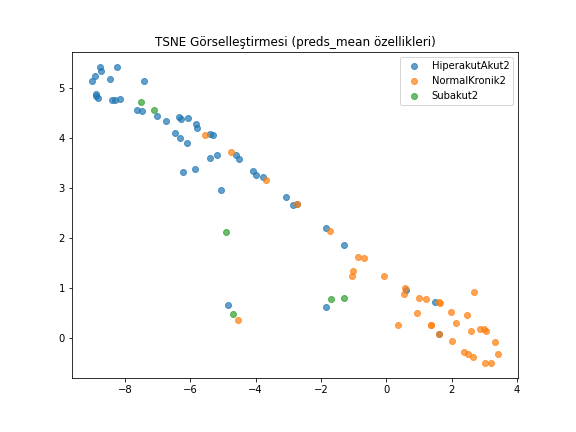 TSNE Görselleştirmesi (preds_mean özellikleri)
HiperakutAkut2
NormalKronik2
Subakut2
5
4
3
2
1
0
−8 −6 −4 −2 0 2 4